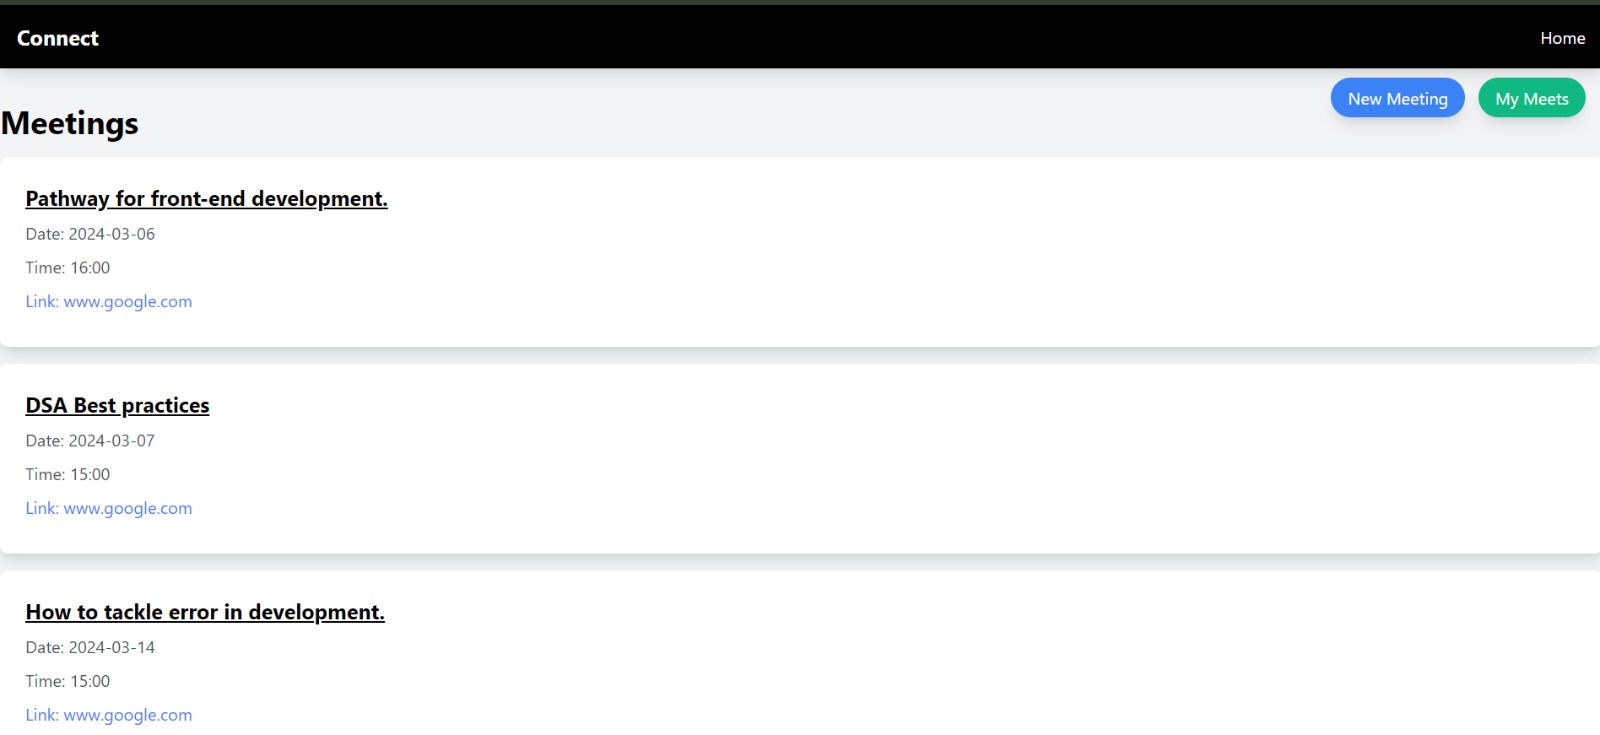 Connect
Home
New Meeting
My Meets
Meetings
Pathway for front-end development.
Date: 2024-03-06
Time: 16:00
Link: www.google.com
DSA Best practices
Date: 2024-03-07
Time: 15:00
Link: www.google.com
How to tackle error in development.
Date: 2024-03-14
Time: 15:00
Link: www.google.com